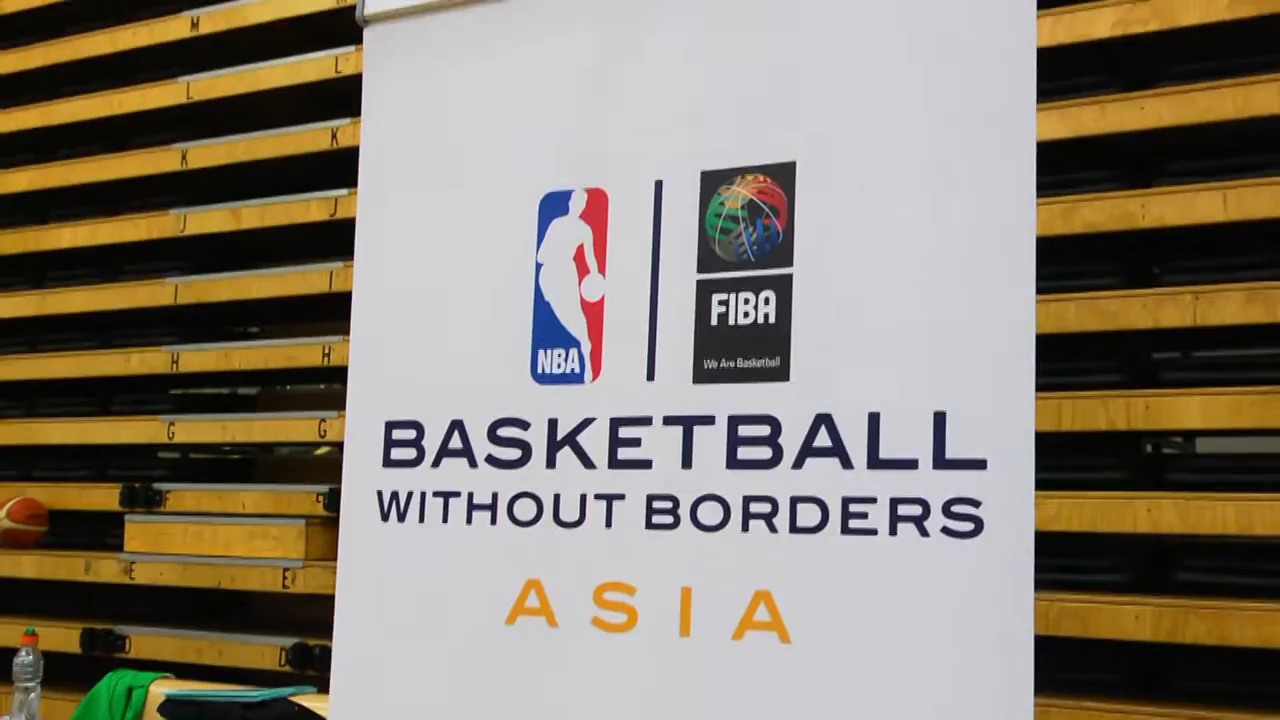 M
L
L
K
K
J
J
I
I
H
H
G
G
F
F
E
E
D
D
NBA
FIBA
We Are Basketball
BASKETBALL
WITHOUT BORDERS
ASIA